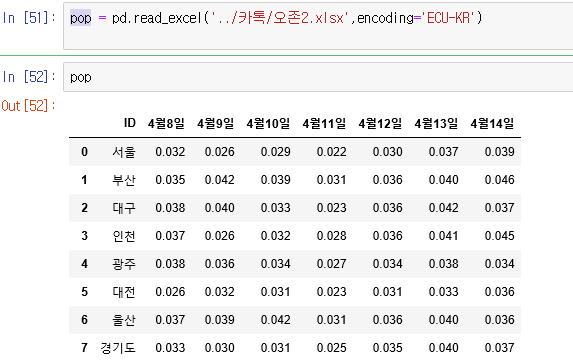 In [51]: pop = pd.read_excel('../카톡/오존2.xlsx',encoding='ECU-KR')
In [52]: pop
Out[52]:
ID 4월8일 4월9일 4월10일 4월11일 4월12일 4월13일 4월14일
0 서울 0.032 0.026 0.029 0.022 0.030 0.037 0.039
1 부산 0.035 0.042 0.039 0.031 0.036 0.040 0.046
2 대구 0.038 0.040 0.033 0.023 0.036 0.042 0.037
3 인천 0.037 0.026 0.032 0.028 0.036 0.041 0.045
4 광주 0.038 0.036 0.034 0.027 0.034 0.038 0.034
5 대전 0.026 0.032 0.031 0.023 0.031 0.033 0.036
6 울산 0.037 0.039 0.042 0.031 0.036 0.040 0.036
7 경기도 0.033 0.030 0.031 0.025 0.035 0.040 0.037